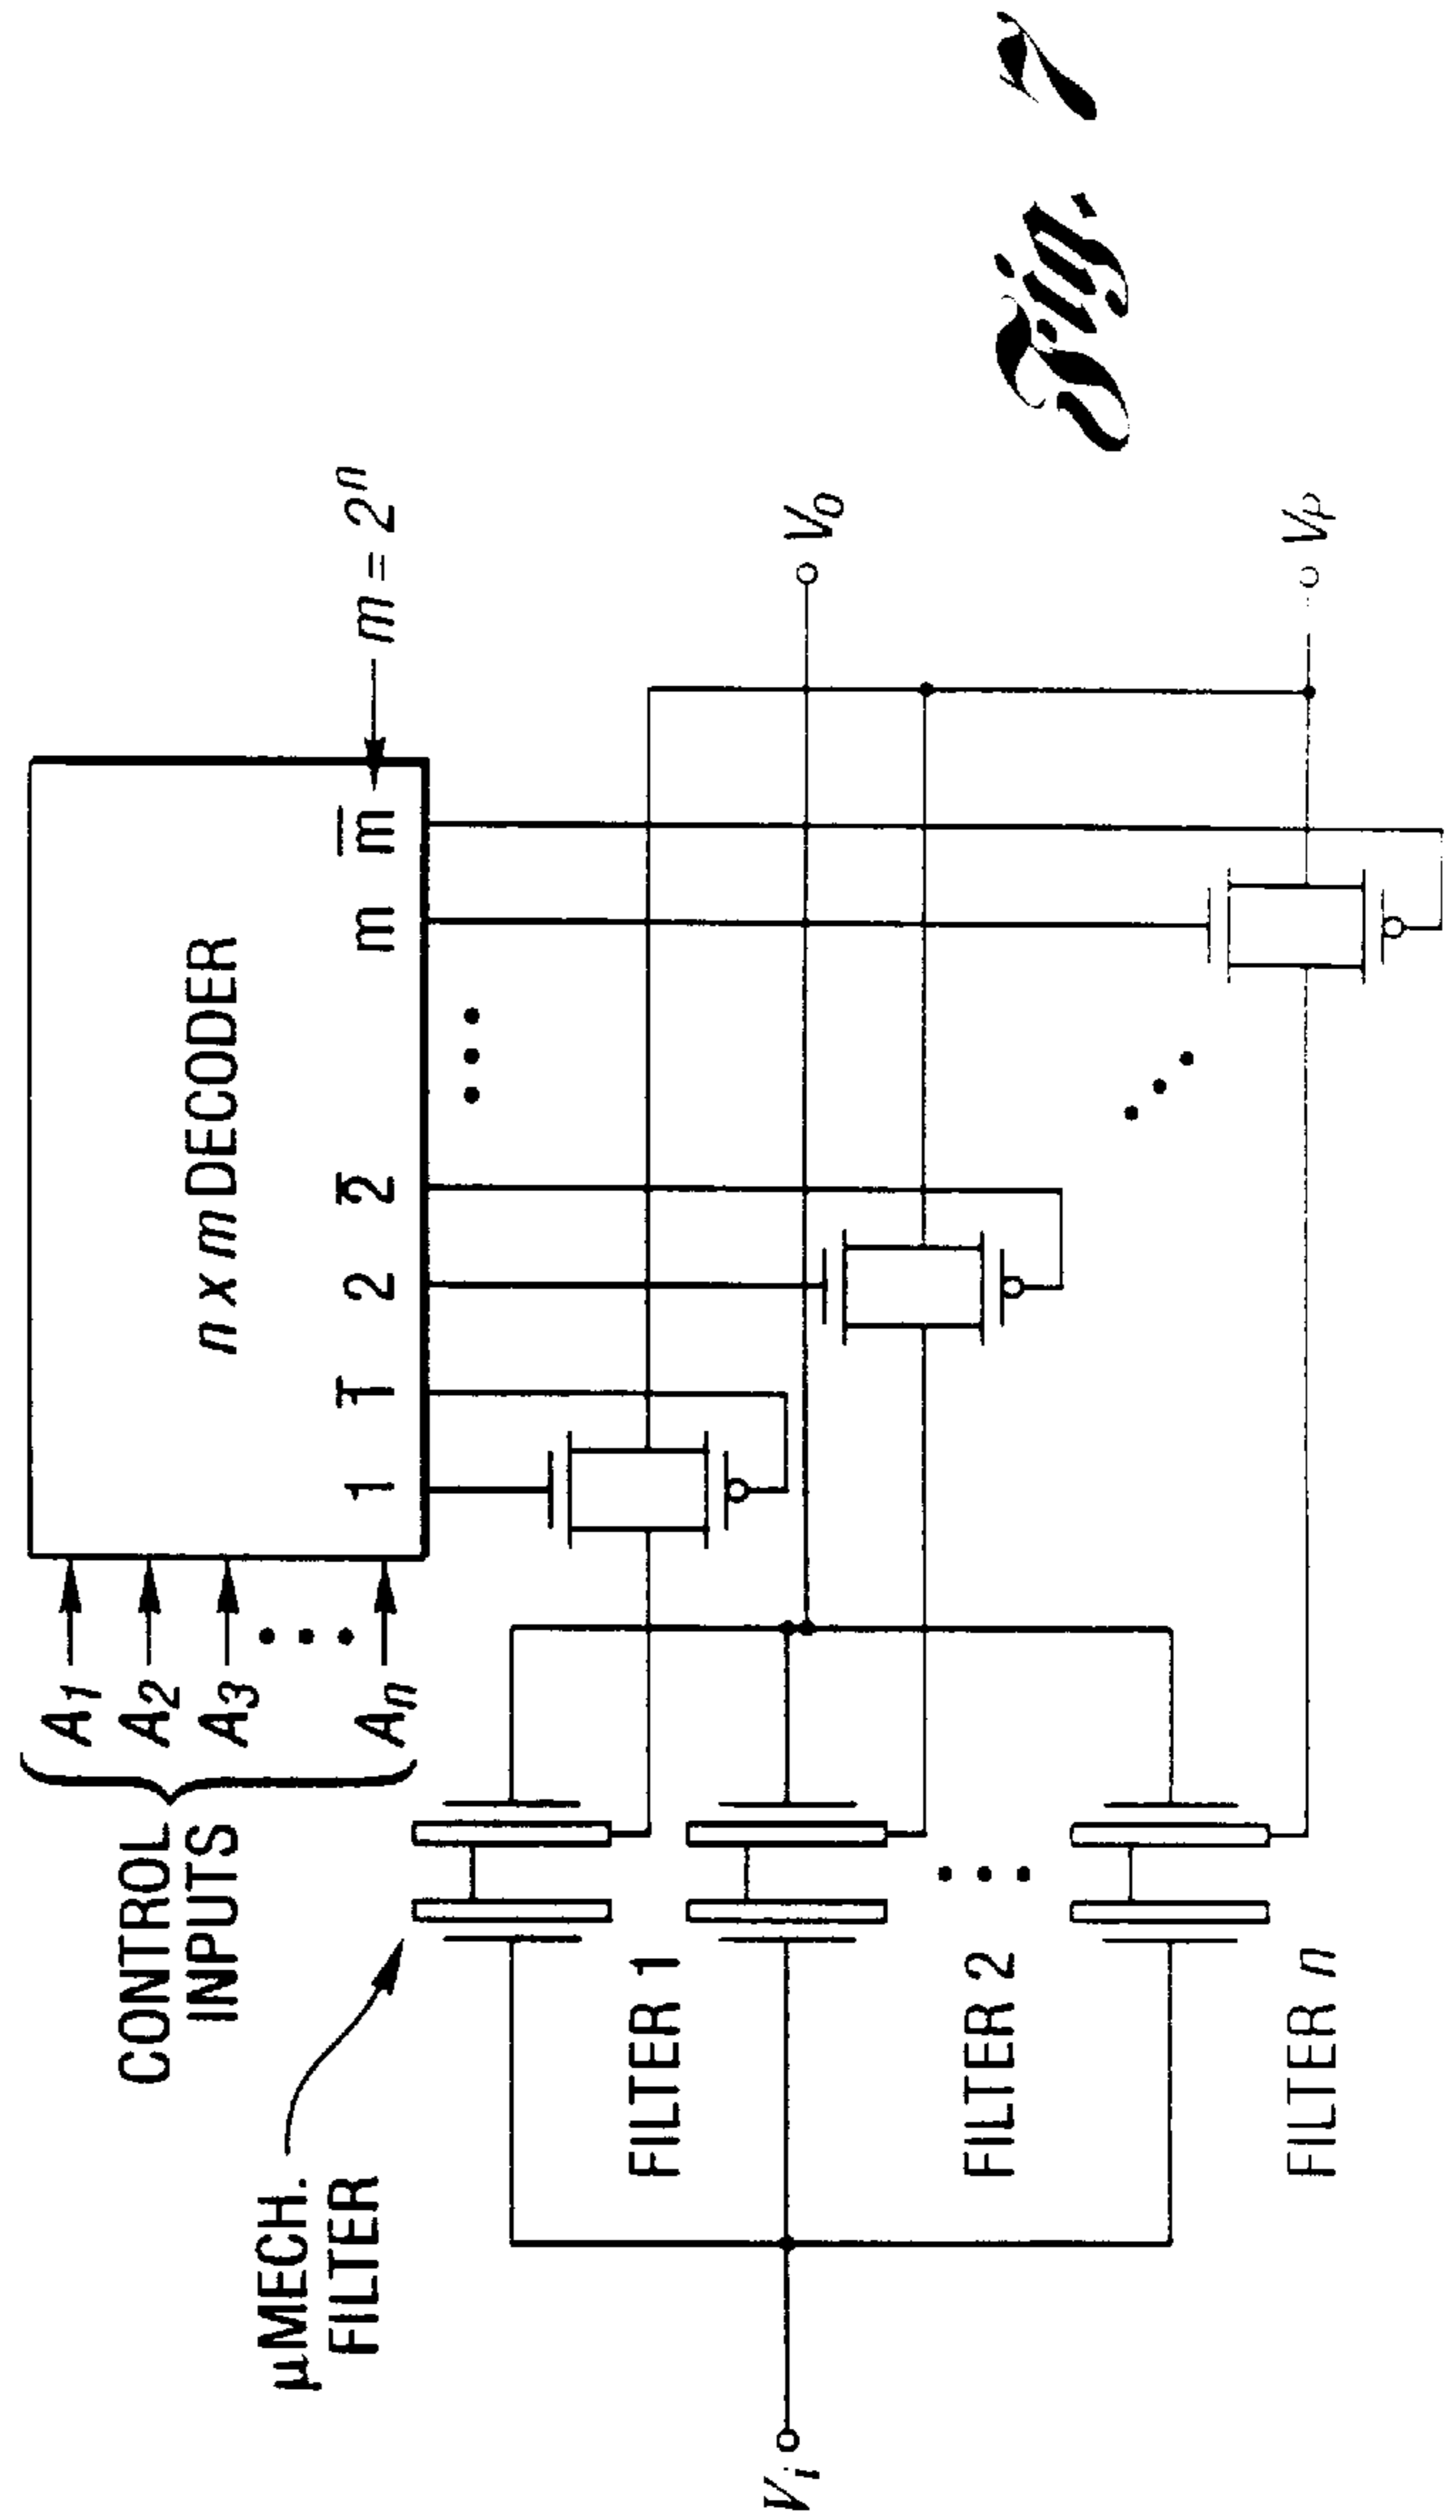 n x m DECODER
m = 2ⁿ
1 1̅ 2 2̅ m m̅
A1
A2
A3
An
CONTROL
INPUTS
μMECH.
FILTER
FILTER 1
FILTER 2
FILTER n
Vi
Vo
VP
Fig. 7